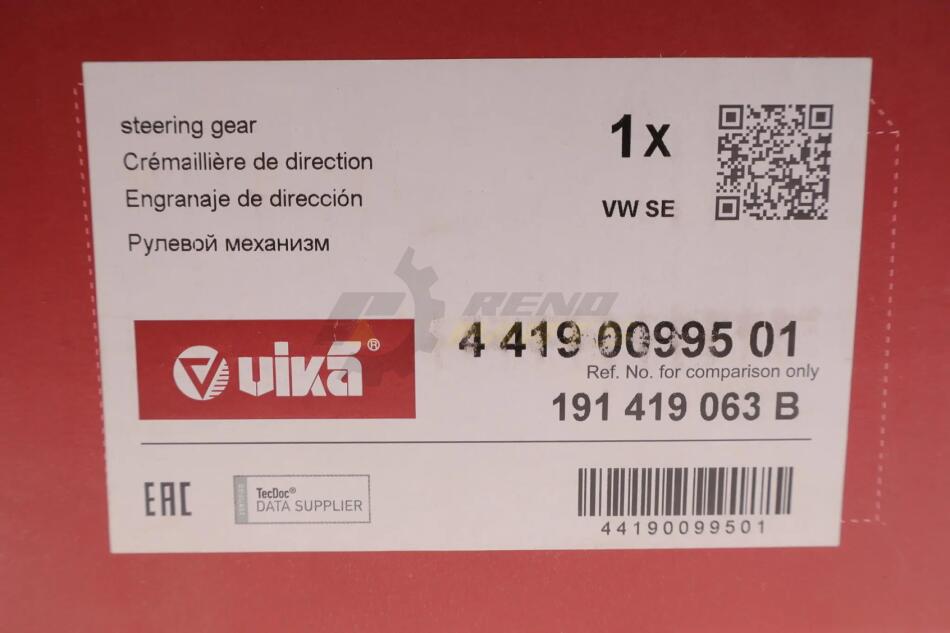 steering gear
Crémaillière de direction
Engranaje de dirección
Рулевой механизм
1x
VW SE
RENO
vika®
4 419 00995 01
Ref. No. for comparison only
191 419 063 B
EAC
TecDoc®
DATA SUPPLIER
44190099501